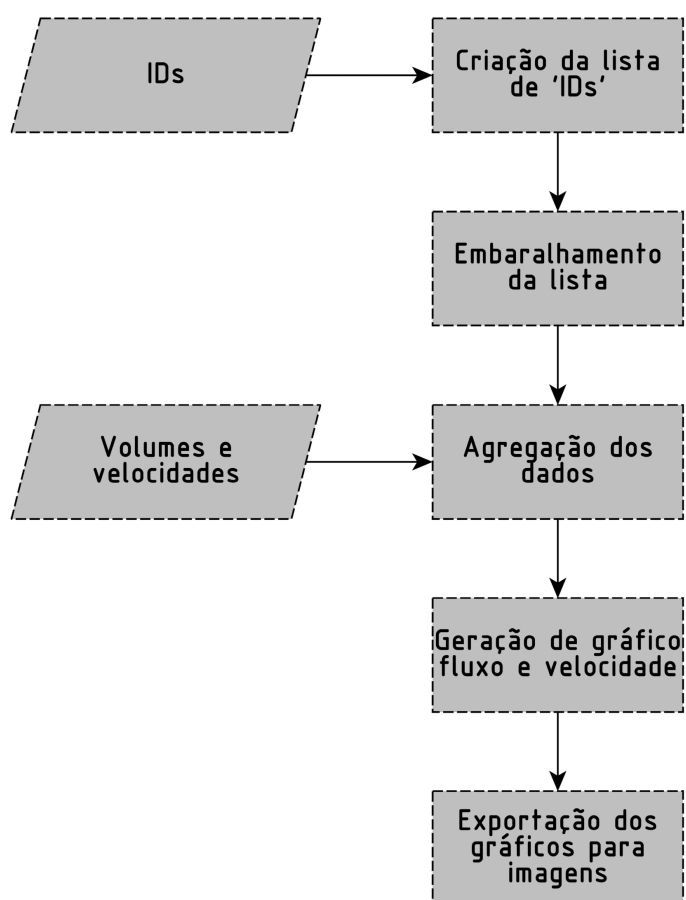 IDs
Criação da lista
de 'IDs'
Embaralhamento
da lista
Volumes e
velocidades
Agregação dos
dados
Geração de gráfico
fluxo e velocidade
Exportação dos
gráficos para
imagens